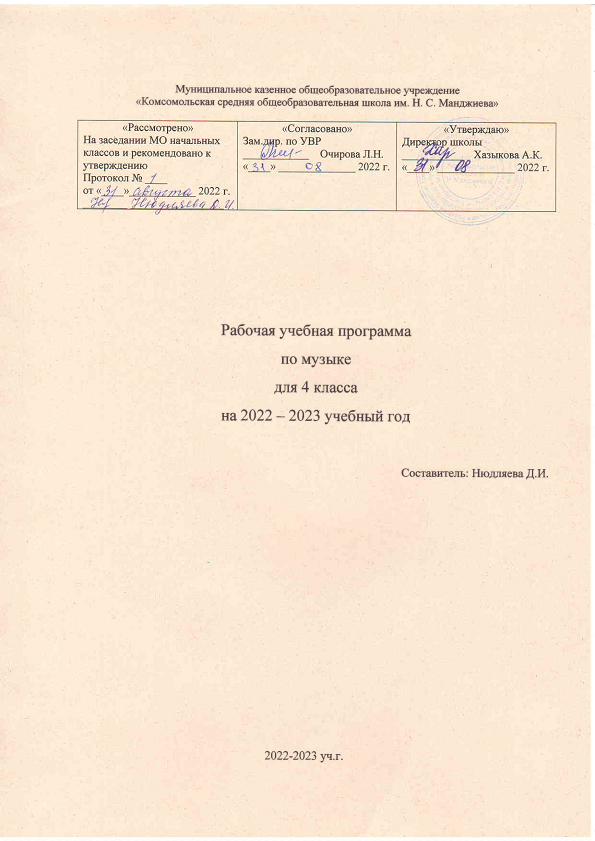 Муниципальное казенное общеобразовательное учреждение
«Комсомольская средняя общеобразовательная школа им. Н. С. Манджиева»
«Рассмотрено»
На заседании МО начальных
классов и рекомендовано к
утверждению
Протокол № 1
от « 31 » августа 2022 г.
Нюдляева Д.И.
«Согласовано»
Зам.дир. по УВР
Очирова Л.Н.
« 31 » 08 2022 г.
«Утверждаю»
Директор школы
Хазыкова А.К.
« 31 » 08 2022 г.
Рабочая учебная программа
по музыке
для 4 класса
на 2022 – 2023 учебный год
Составитель: Нюдляева Д.И.
2022-2023 уч.г.